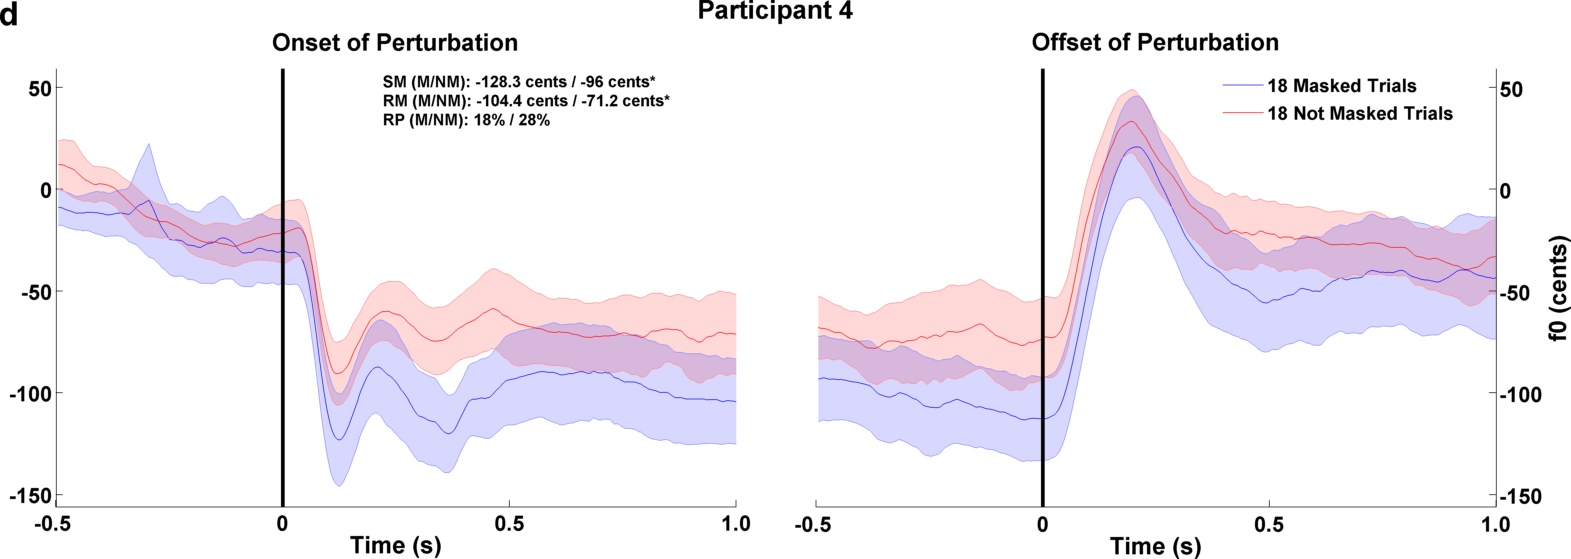 d
Participant 4
Onset of Perturbation
Offset of Perturbation
SM (M/NM): -128.3 cents / -96 cents*
RM (M/NM): -104.4 cents / -71.2 cents*
RP (M/NM): 18% / 28%
18 Masked Trials
18 Not Masked Trials
50
0
-50
-100
-150
-0.5
0
0.5
1.0
Time (s)
-0.5
0
0.5
1.0
Time (s)
50
0
-50
-100
-150
f0 (cents)